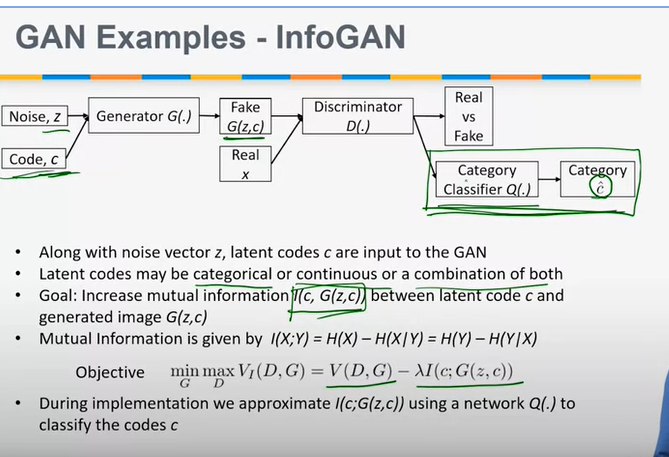 GAN Examples - InfoGAN
Noise, z
Code, c
Generator G(.)
Fake
G(z,c)
Real
x
Discriminator
D(.)
Real
vs
Fake
Category
Classifier Q(.)
Category
ĉ
• Along with noise vector z, latent codes c are input to the GAN
• Latent codes may be categorical or continuous or a combination of both
• Goal: Increase mutual information I(c, G(z,c)) between latent code c and
generated image G(z,c)
• Mutual Information is given by I(X;Y) = H(X) – H(X|Y) = H(Y) – H(Y|X)
Objective min_G max_D V_I(D, G) = V(D, G) − λI(c; G(z, c))
• During implementation we approximate I(c;G(z,c)) using a network Q(.) to
classify the codes c